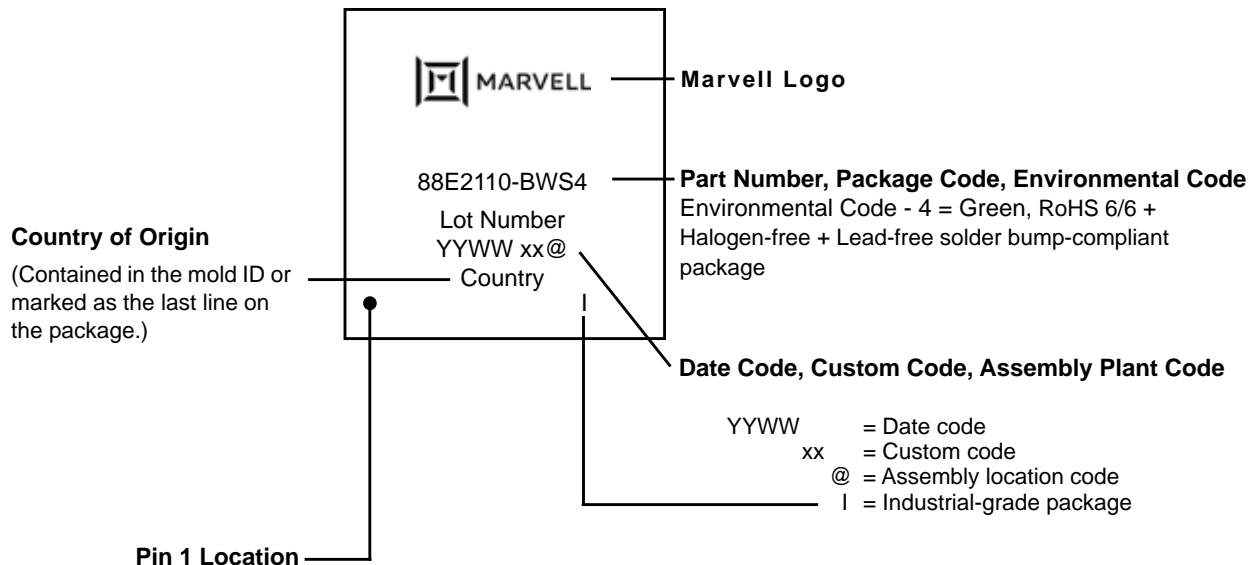 MARVELL
Marvell Logo
88E2110-BWS4
Part Number, Package Code, Environmental Code
Environmental Code - 4 = Green, RoHS 6/6 +
Halogen-free + Lead-free solder bump-compliant
package
Lot Number
YYWW xx@
Country
I
Country of Origin
(Contained in the mold ID or
marked as the last line on
the package.)
Date Code, Custom Code, Assembly Plant Code
YYWW = Date code
xx = Custom code
@ = Assembly location code
I = Industrial-grade package
Pin 1 Location